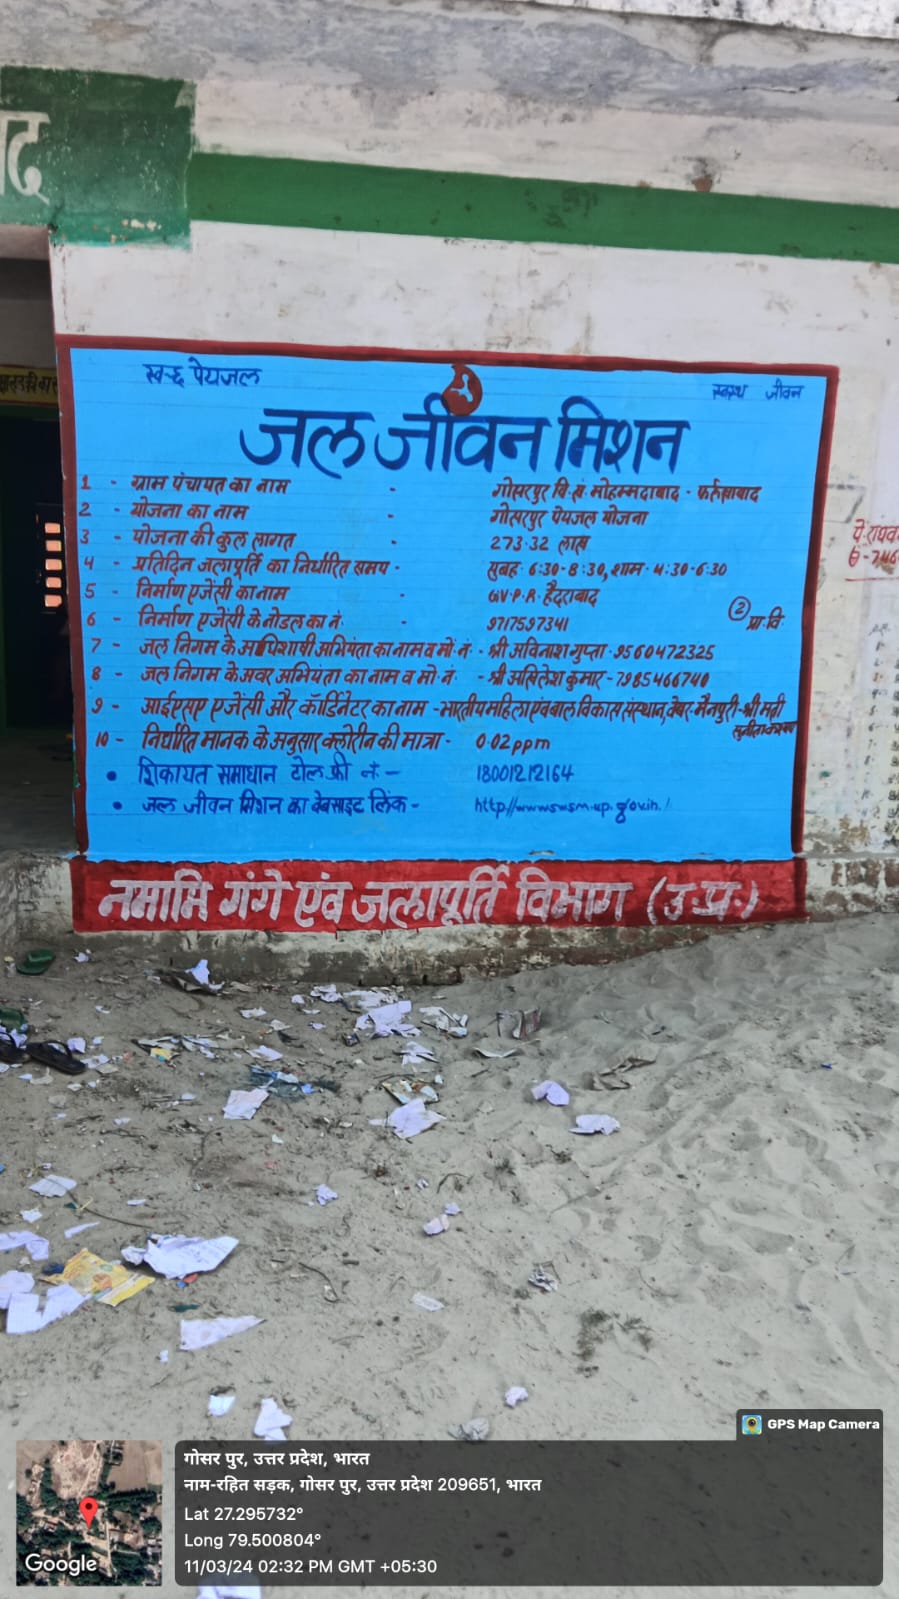 स्वच्छ पेयजल
स्वस्थ जीवन
जल जीवन मिशन
1 - ग्राम पंचायत का नाम - गोसरपुर वि.खं. मोहम्मदाबाद - फर्रुखाबाद
2 - योजना का नाम - गोसरपुर पेयजल योजना
3 - योजना की कुल लागत - 273.32 लाख
4 - प्रतिदिन जलापूर्ति का निर्धारित समय - सुबह 6:30-8:30, शाम-4:30-6:30
5 - निर्माण एजेंसी का नाम - G.V.P.R. हैदराबाद
6 - निर्माण एजेंसी के नोडल का नं. - 9717597341
② प्रा.वि.
7 - जल निगम के अधिशाषी अभियंता का नाम व मो. नं. - श्री अविनाश गुप्ता - 9560472325
8 - जल निगम के अवर अभियंता का नाम व मो. नं. - श्री अखिलेश कुमार - 7985466740
9 - आईएसए एजेंसी और कॉर्डिनेटर का नाम - भारतीय महिला एवं बाल विकास संस्थान, बेवर मैनपुरी - श्री मती
सुनीता
10 - निर्धारित मानक के अनुसार क्लोरीन की मात्रा - 0.02 ppm
• शिकायत समाधान टोल फ्री नं. - 18001212164
• जल जीवन मिशन का वेबसाइट लिंक - http//www.swsm.up.gov.in./
नमामि गंगे एंव जलापूर्ति विभाग (उ.प्र.)
GPS Map Camera
गोसर पुर, उत्तर प्रदेश, भारत
नाम-रहित सड़क, गोसर पुर, उत्तर प्रदेश 209651, भारत
Lat 27.295732°
Long 79.500804°
11/03/24 02:32 PM GMT +05:30
Google